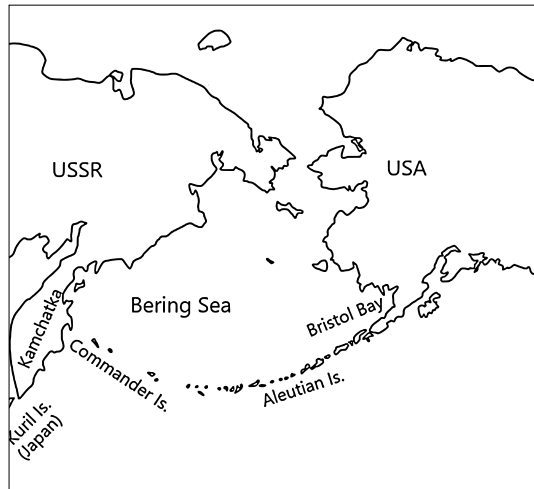 USSR
USA
Kamchatka
Bering Sea
Bristol Bay
Commander Is.
Aleutian Is.
Kuril Is.
(Japan)